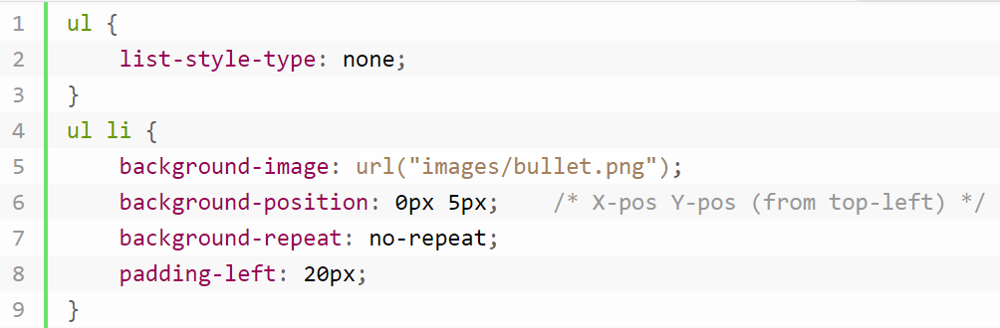 1 ul {
2     list-style-type: none;
3 }
4 ul li {
5     background-image: url("images/bullet.png");
6     background-position: 0px 5px;    /* X-pos Y-pos (from top-left) */
7     background-repeat: no-repeat;
8     padding-left: 20px;
9 }